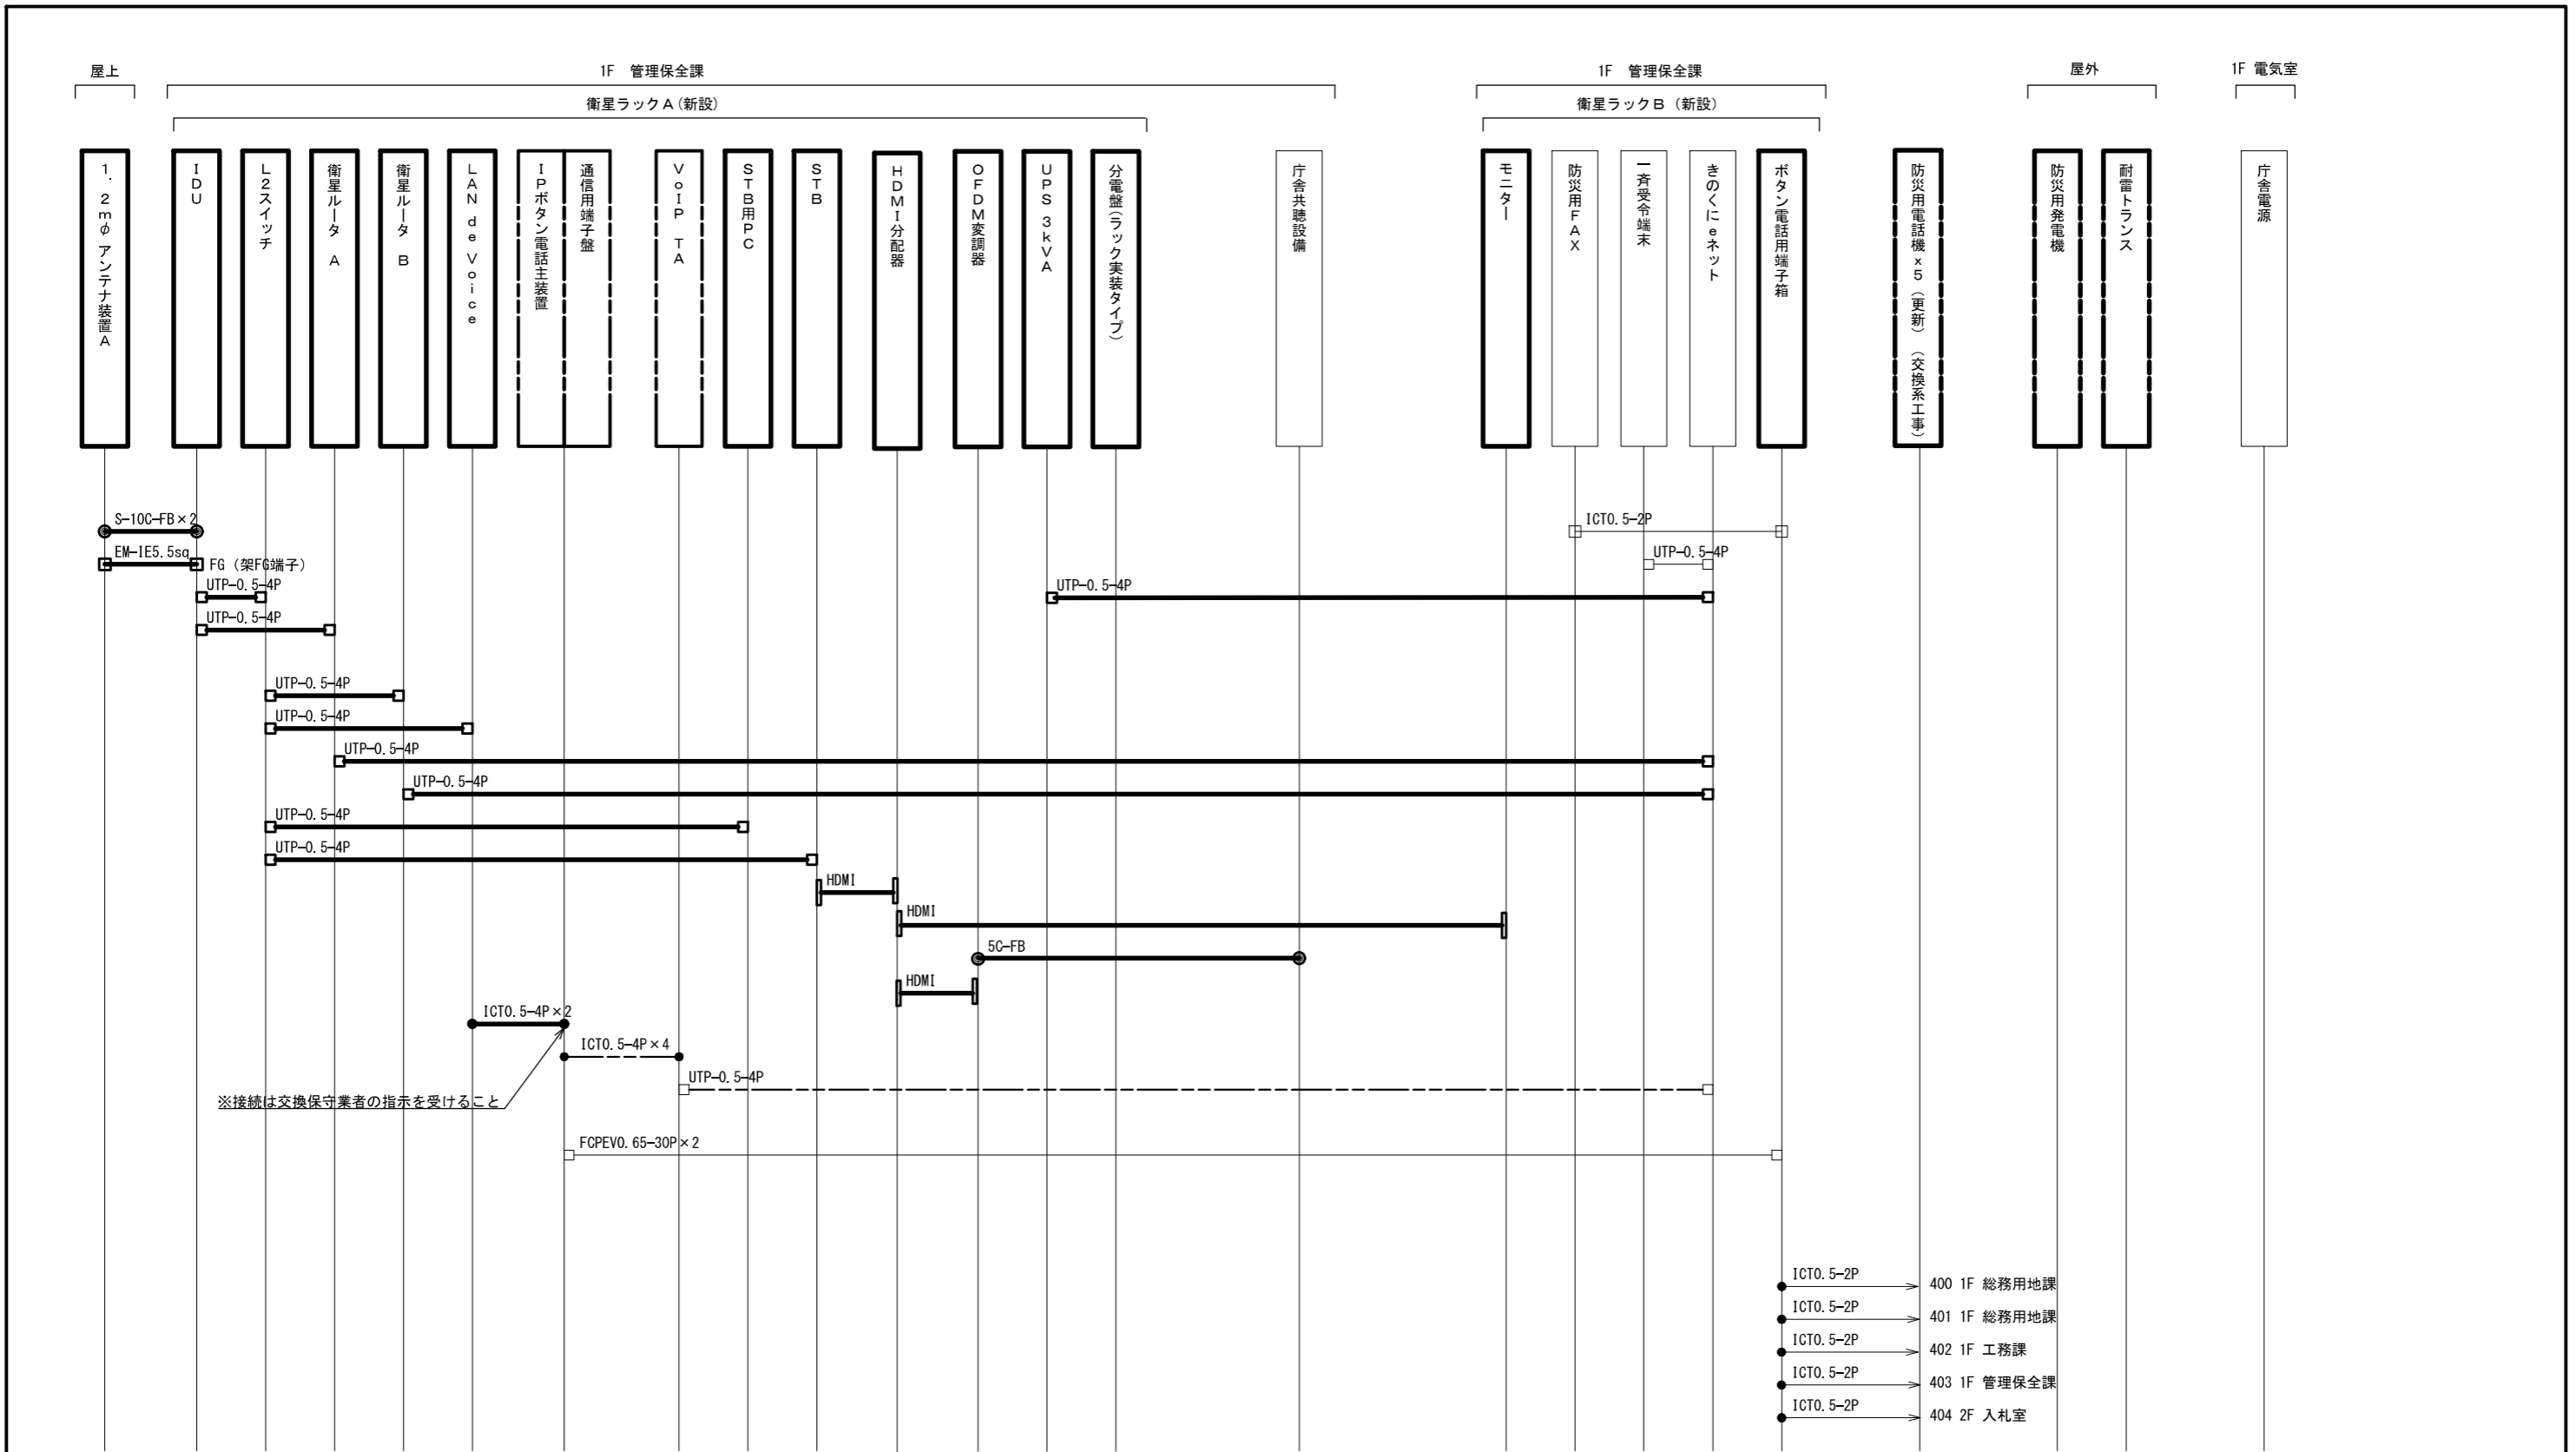 屋上
1F 管理保全課
1F 管理保全課
屋外
1F 電気室
衛星ラックA(新設)
衛星ラックB (新設)
1.2mφ アンテナ装置A
IDU
L2スイッチ
衛星ルータ A
衛星ルータ B
LAN de Voice
IPボタン電話主装置
通信用端子盤
VoIP TA
STB用PC
STB
HDMI分配器
OFDM変調器
UPS 3kVA
分電盤(ラック実装タイプ)
庁舎共聴設備
モニター
防災用FAX
一斉受令端末
きのくにeネット
ボタン電話用端子箱
防災用電話機x5(更新)(交換系工事)
防災用発電機
耐雷トランス
庁舎電源
S-10C-FB×2
ICT0.5-2P
EM-IE5.5sq
FG(架FG端子)
UTP-0.5-4P
UTP-0.5-4P
UTP-0.5-4P
UTP-0.5-4P
UTP-0.5-4P
UTP-0.5-4P
UTP-0.5-4P
UTP-0.5-4P
UTP-0.5-4P
UTP-0.5-4P
HDMI
HDMI
5C-FB
HDMI
ICT0.5-4P×2
ICT0.5-4P×4
UTP-0.5-4P
※接続は交換保守業者の指示を受けること
FCPEV0.65-30P×2
ICT0.5-2P
400 1F 総務用地課
ICT0.5-2P
401 1F 総務用地課
ICT0.5-2P
402 1F 工務課
ICT0.5-2P
403 1F 管理保全課
ICT0.5-2P
404 2F 入札室